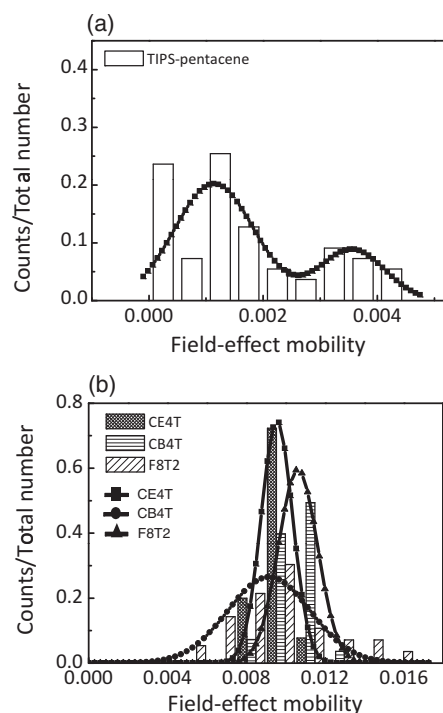 (a)
TIPS-pentacene
0.4
0.3
0.2
0.1
0.0
Counts/Total number
0.000 0.002 0.004
Field-effect mobility
(b)
0.8
0.6
0.4
0.2
0.0
Counts/Total number
CE4T
CB4T
F8T2
CE4T
CB4T
F8T2
0.000 0.004 0.008 0.012 0.016
Field-effect mobility